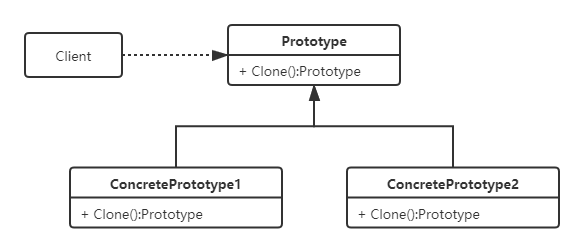 Prototype
Client
+ Clone():Prototype
ConcretePrototype1
ConcretePrototype2
+ Clone():Prototype
+ Clone():Prototype